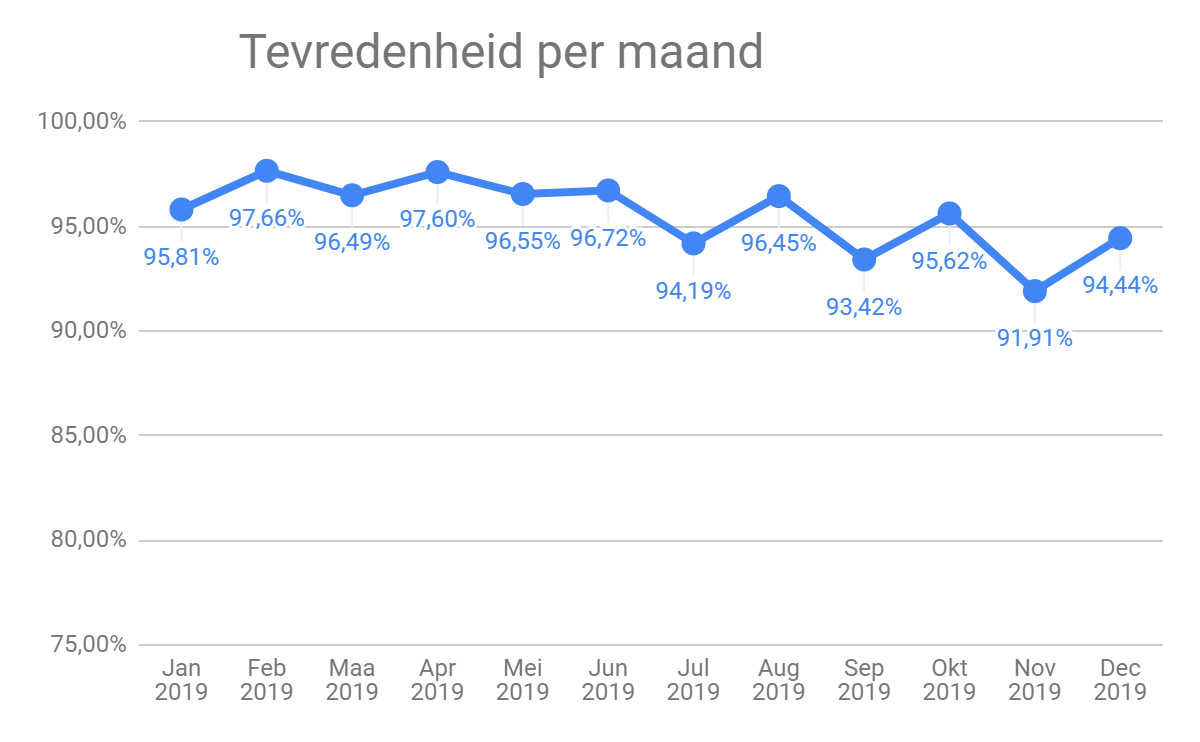 Tevredenheid per maand
100,00%
95,00%
90,00%
85,00%
80,00%
75,00%
95,81%
97,66%
96,49%
97,60%
96,55%
96,72%
94,19%
96,45%
93,42%
95,62%
91,91%
94,44%
Jan 2019
Feb 2019
Maa 2019
Apr 2019
Mei 2019
Jun 2019
Jul 2019
Aug 2019
Sep 2019
Okt 2019
Nov 2019
Dec 2019